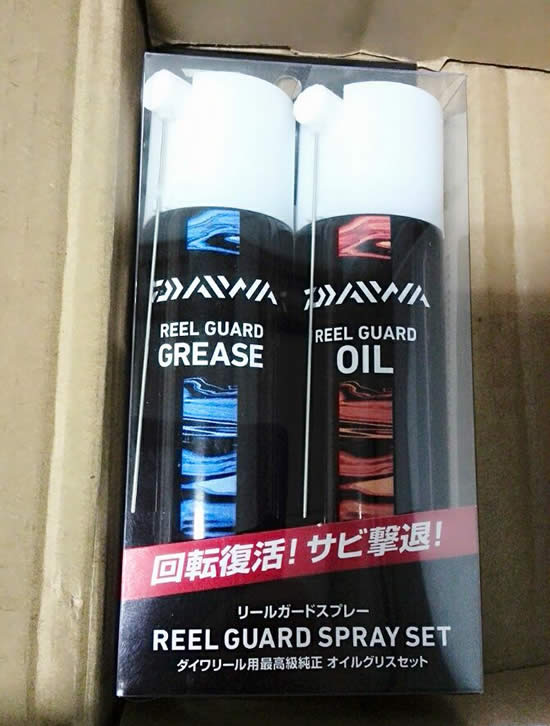 DAIWA
REEL GUARD
GREASE
DAIWA
REEL GUARD
OIL
回転復活!サビ撃退!
リールガードスプレー
REEL GUARD SPRAY SET
ダイワリール用最高級純正 オイルグリスセット